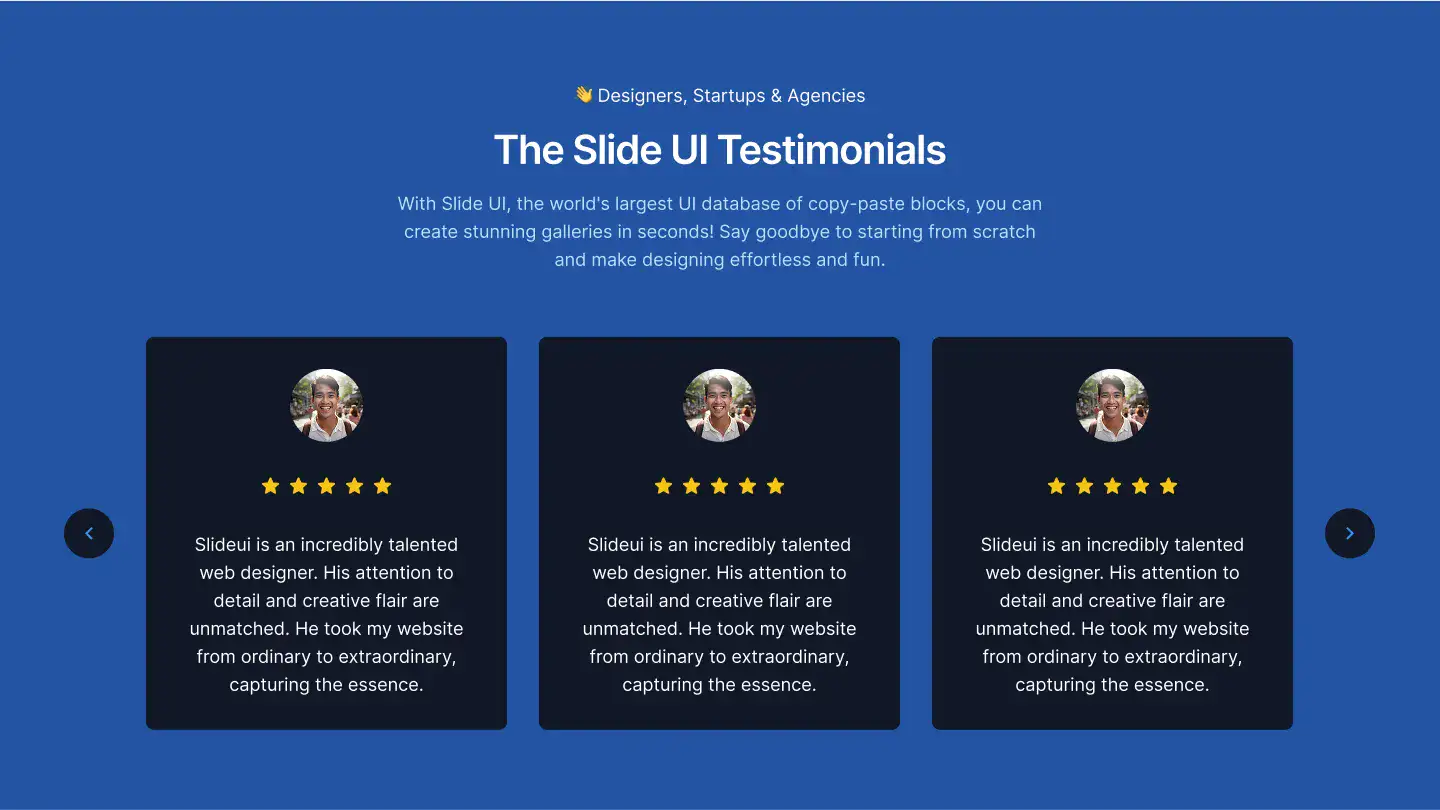 👋 Designers, Startups & Agencies
The Slide UI Testimonials
With Slide UI, the world's largest UI database of copy-paste blocks, you can
create stunning galleries in seconds! Say goodbye to starting from scratch
and make designing effortless and fun.
Slideui is an incredibly talented
web designer. His attention to
detail and creative flair are
unmatched. He took my website
from ordinary to extraordinary,
capturing the essence.
Slideui is an incredibly talented
web designer. His attention to
detail and creative flair are
unmatched. He took my website
from ordinary to extraordinary,
capturing the essence.
Slideui is an incredibly talented
web designer. His attention to
detail and creative flair are
unmatched. He took my website
from ordinary to extraordinary,
capturing the essence.